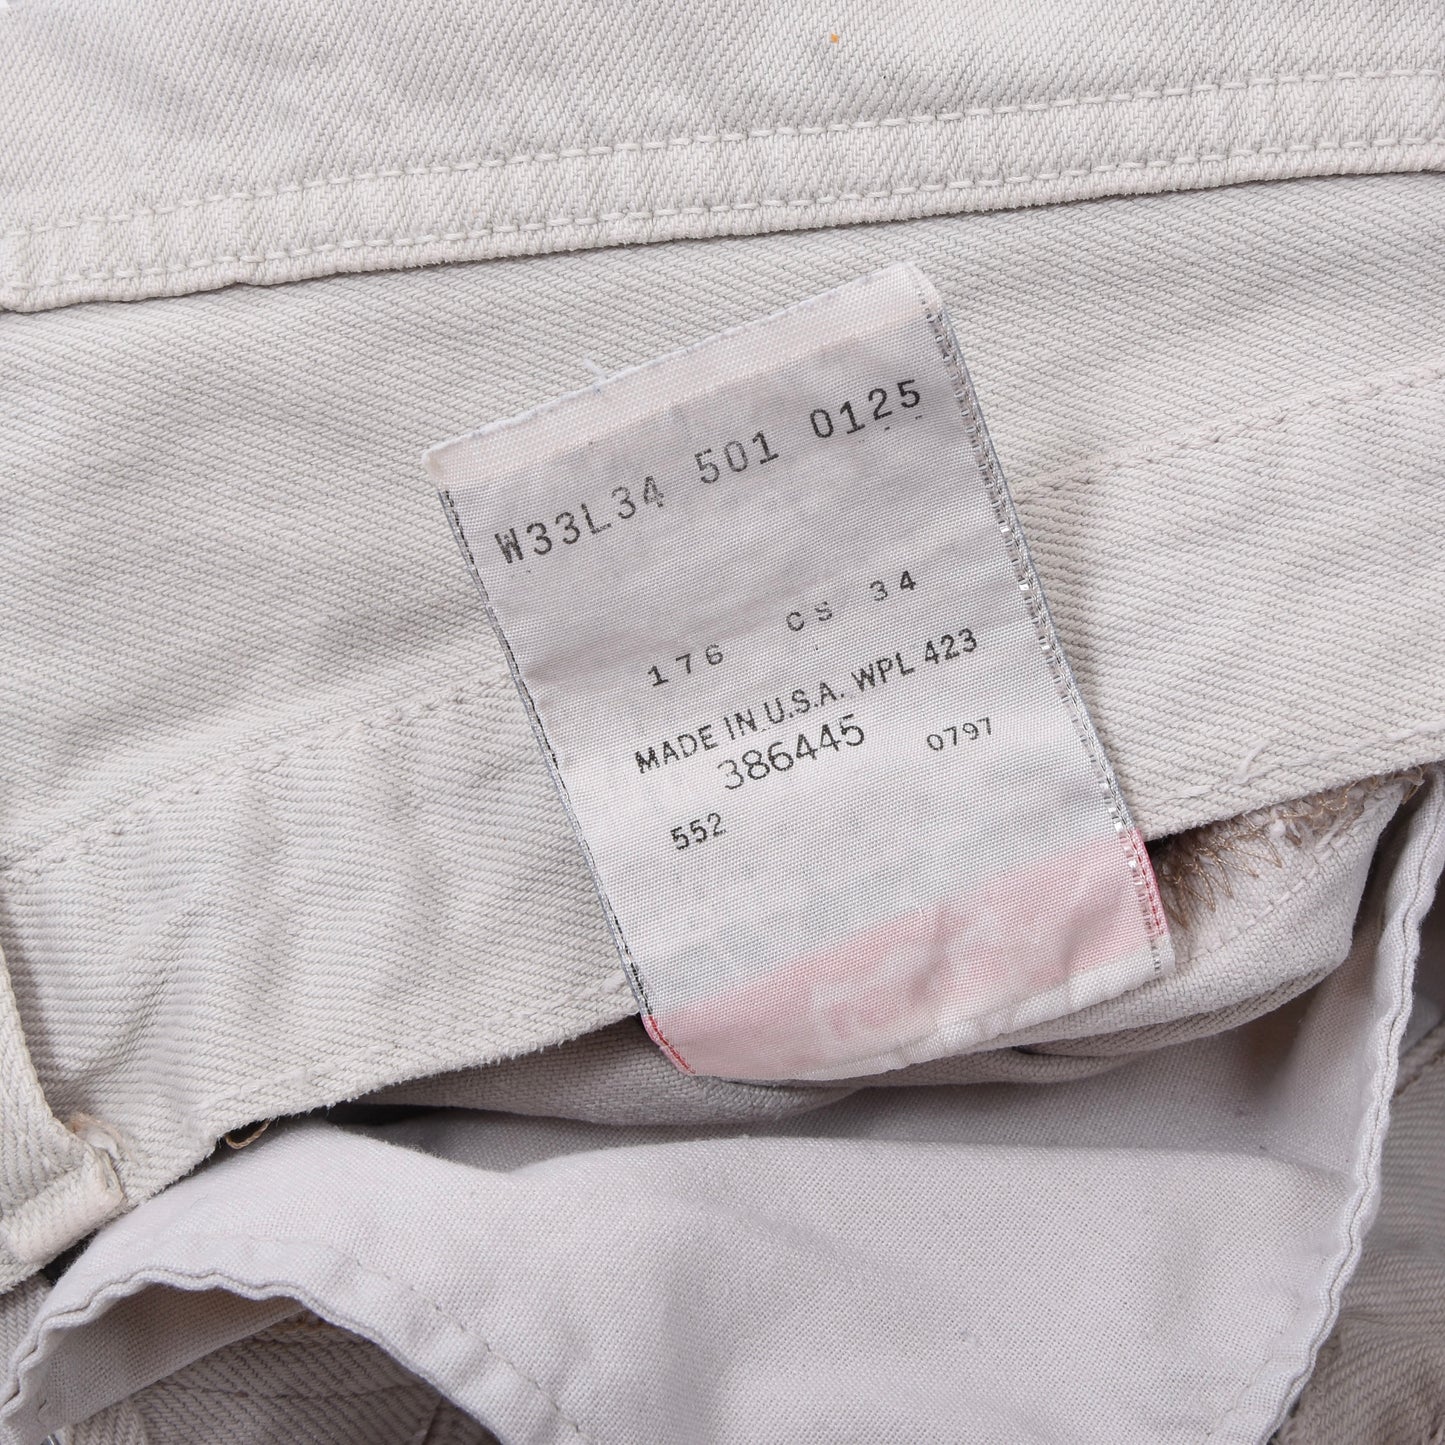 W33L34 501 0125
176 CS 34
MADE IN U.S.A. WPL 423
386445 0797
552